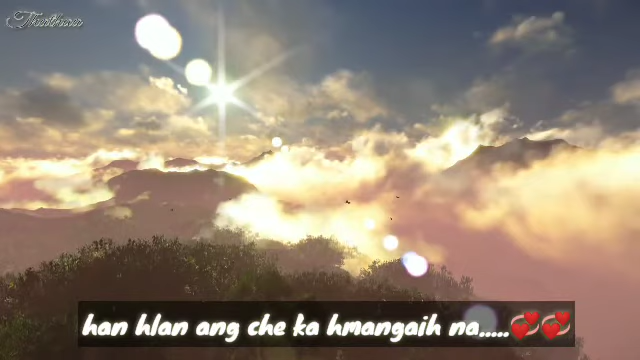 han hlan ang che ka hmangaih na.....💞💞